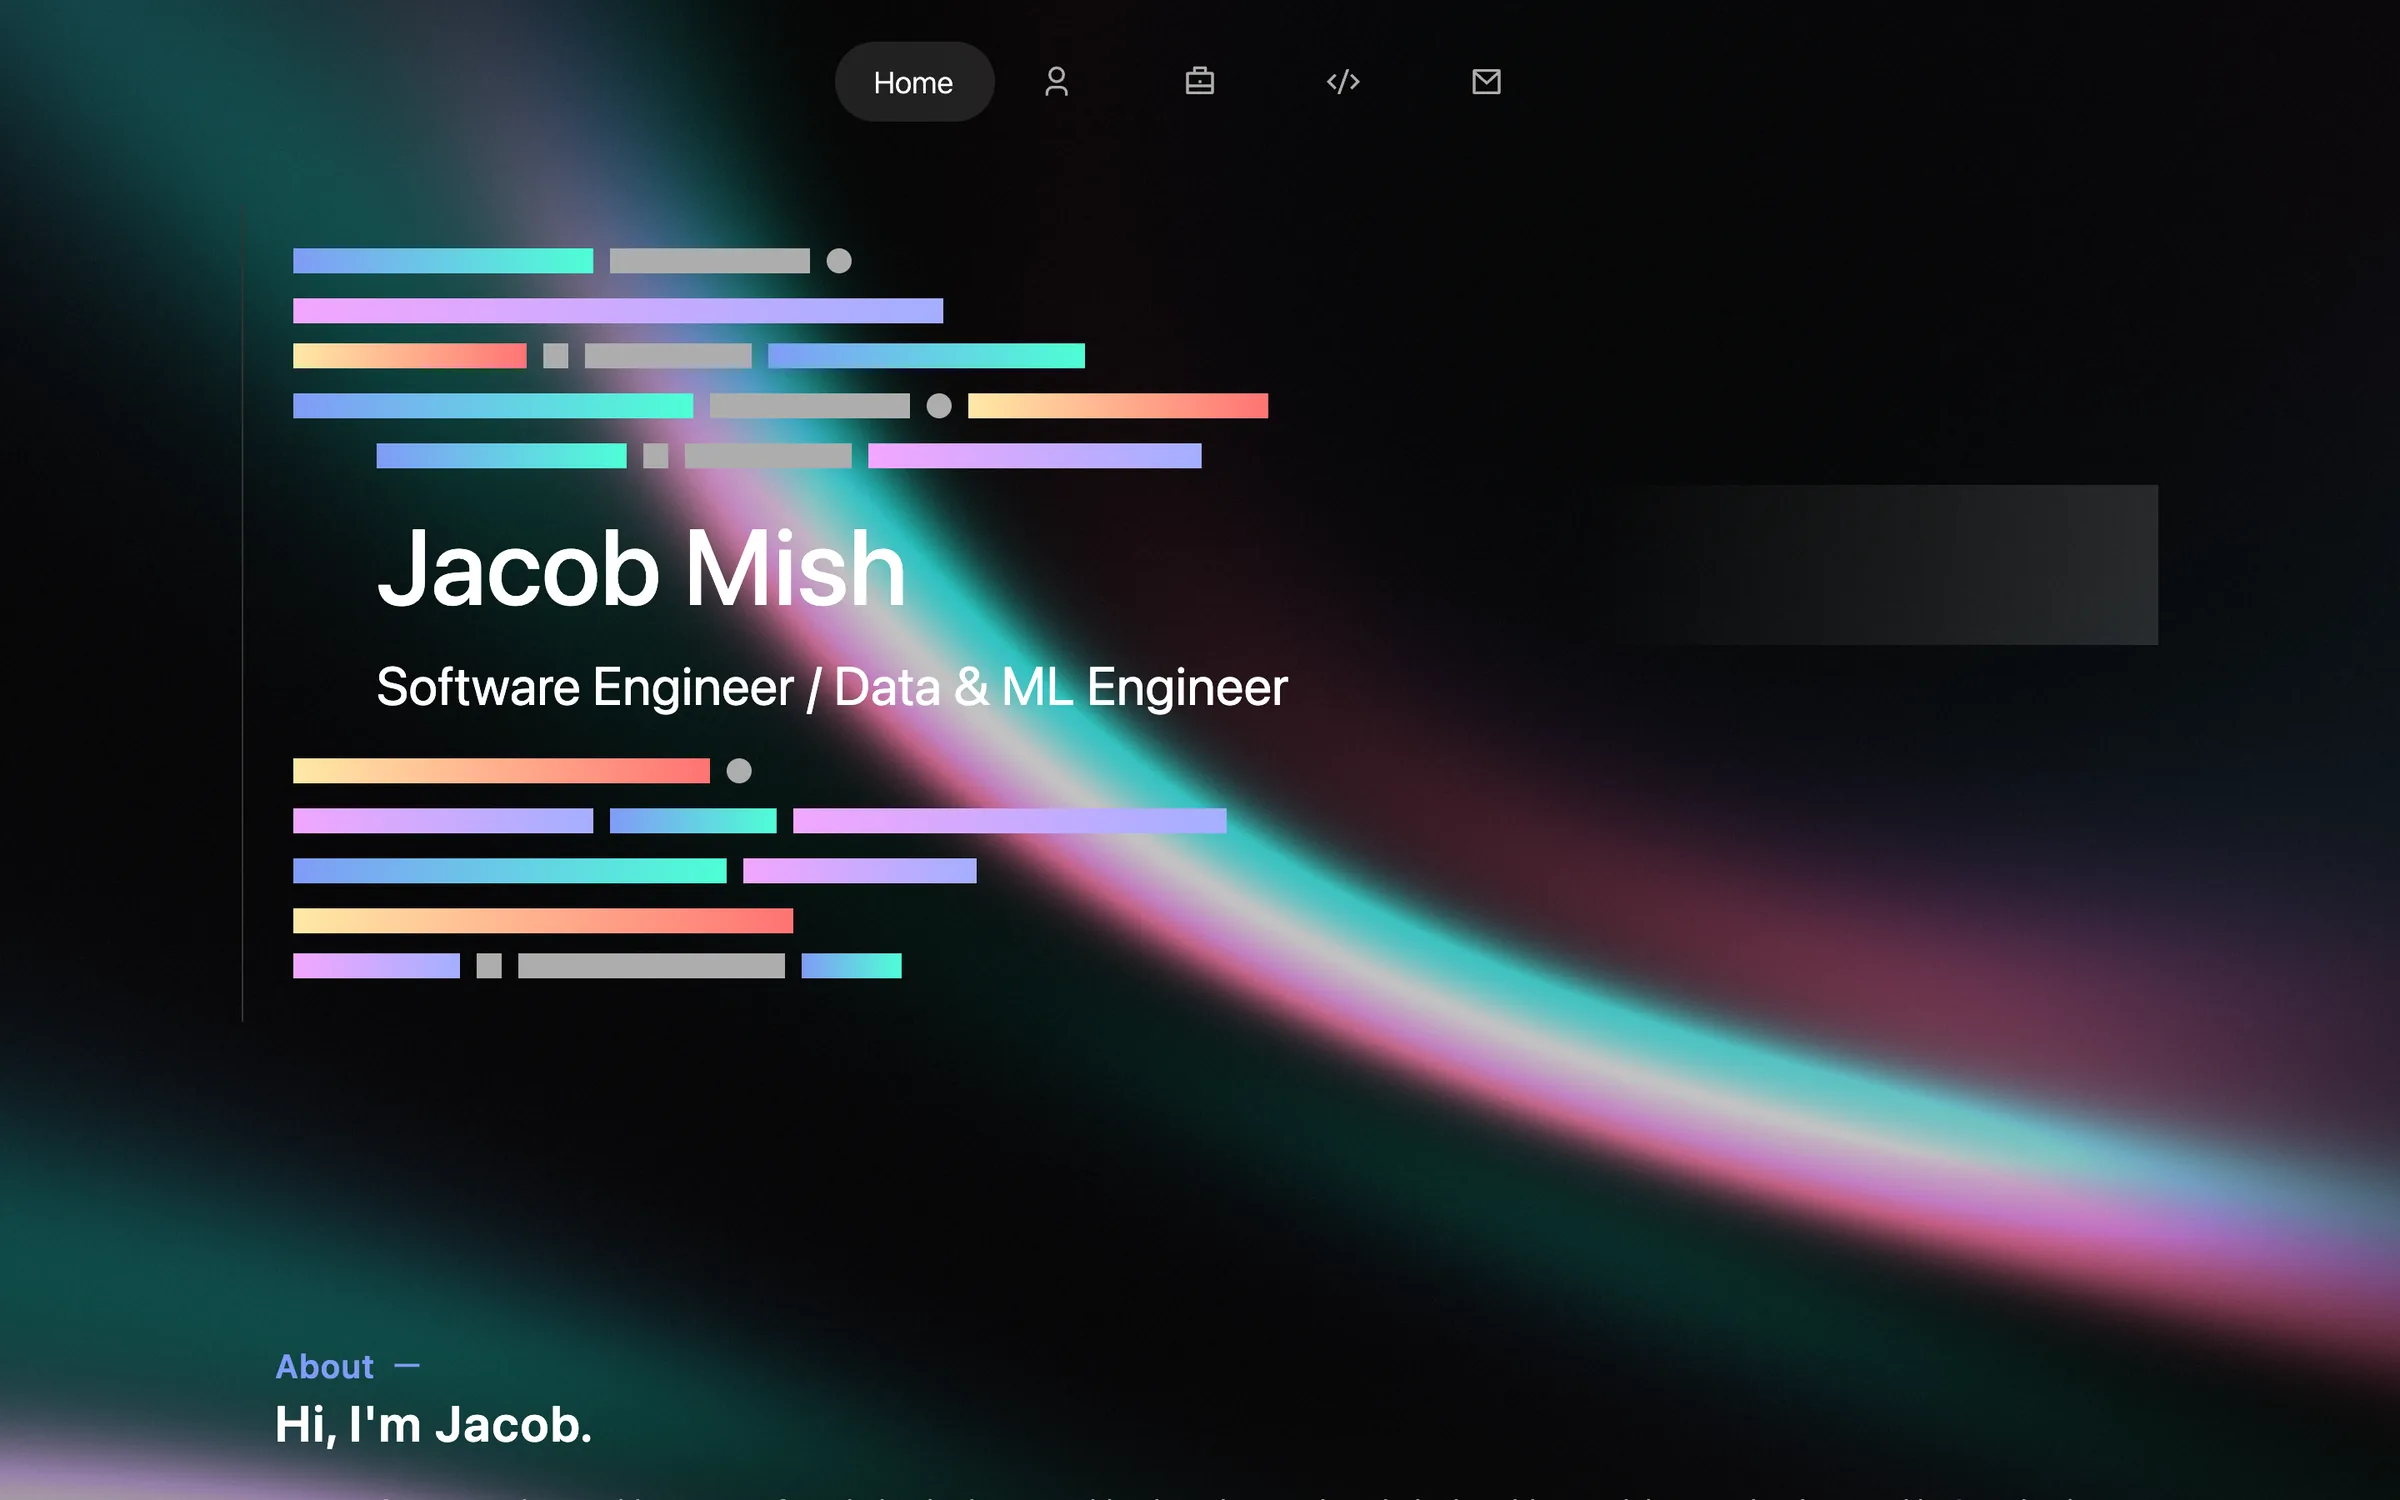 Home
Jacob Mish
Software Engineer / Data & ML Engineer
About —
Hi, I'm Jacob.